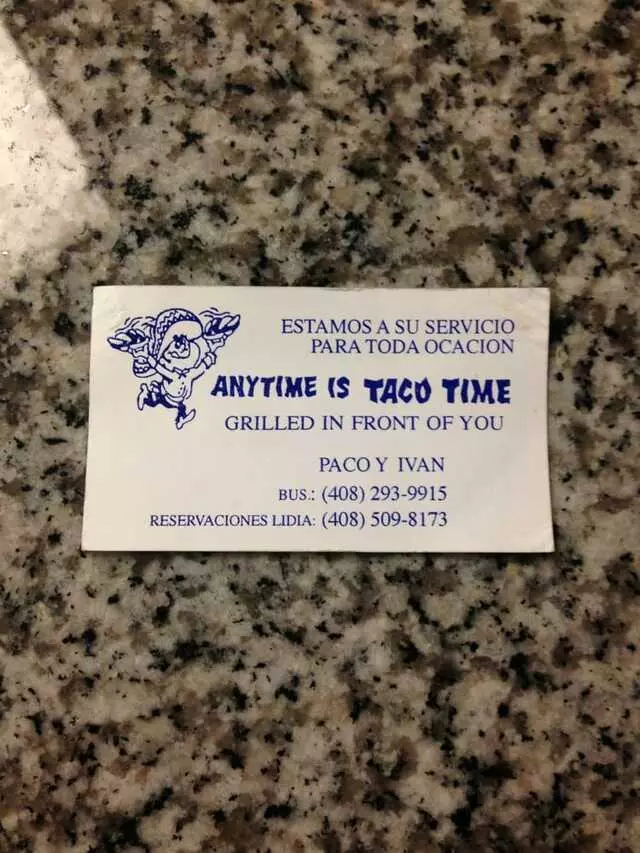 ESTAMOS A SU SERVICIO
PARA TODA OCACION
ANYTIME IS TACO TIME
GRILLED IN FRONT OF YOU
PACO Y IVAN
BUS.: (408) 293-9915
RESERVACIONES LIDIA: (408) 509-8173